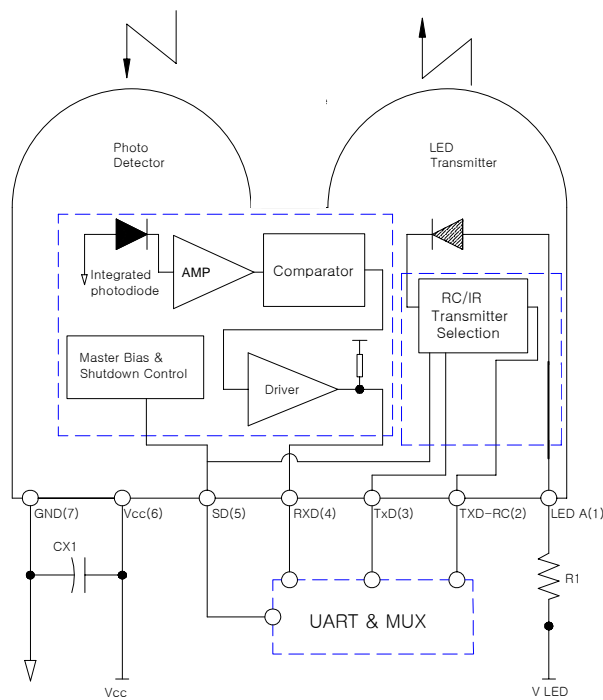 Photo
Detector
LED
Transmitter
Integrated
photodiode
AMP
Comparator
RC/IR
Transmitter
Selection
Master Bias &
Shutdown Control
Driver
GND(7)
Vcc(6)
SD(5)
RXD(4)
TxD(3)
TXD-RC(2)
LED A(1)
CX1
R1
UART & MUX
Vcc
V LED